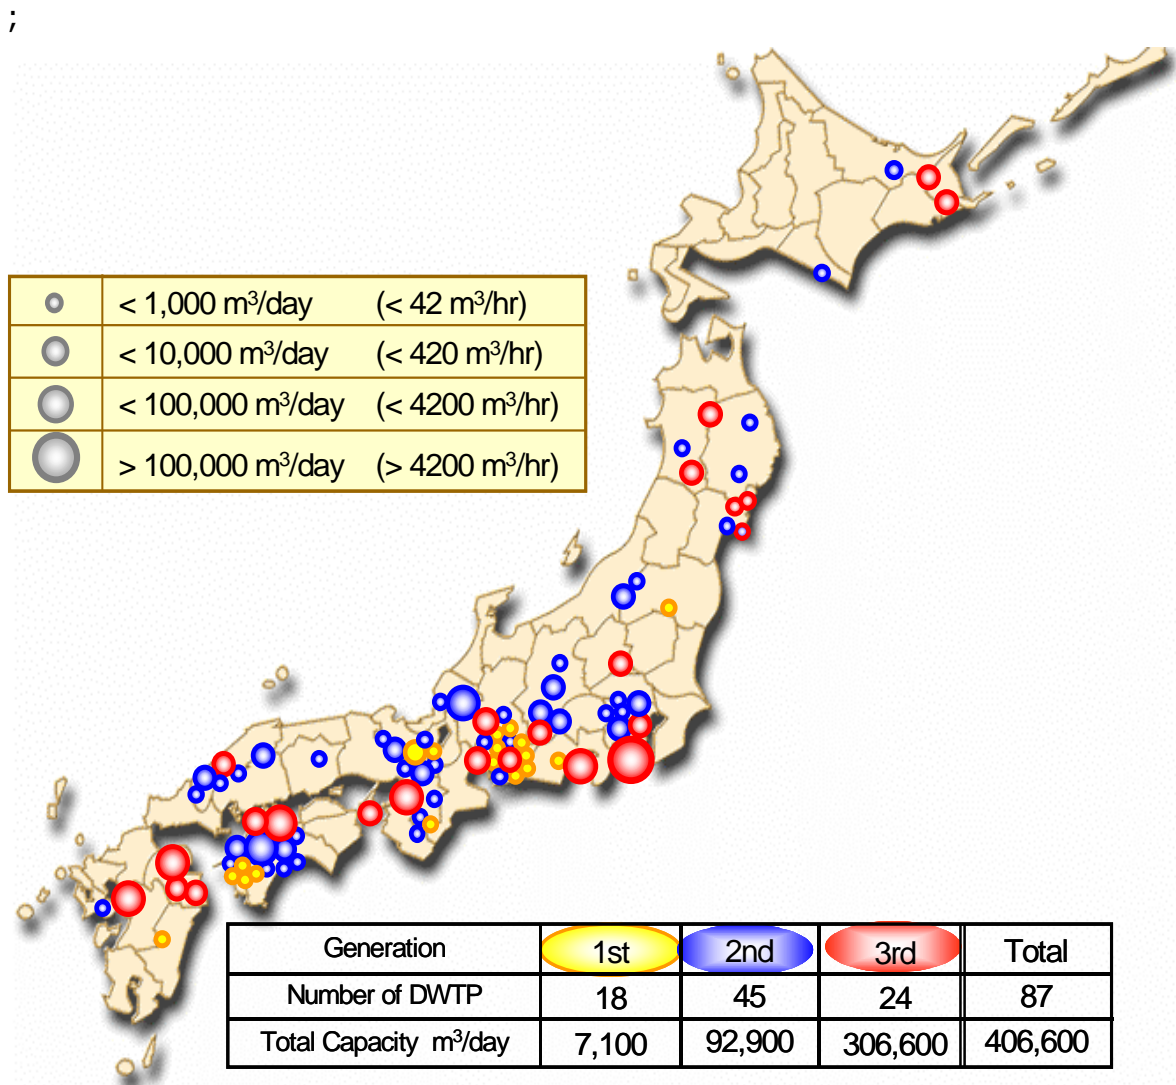 ;
< 1,000 m³/day (< 42 m³/hr)
< 10,000 m³/day (< 420 m³/hr)
< 100,000 m³/day (< 4200 m³/hr)
> 100,000 m³/day (> 4200 m³/hr)
Generation 1st 2nd 3rd Total
Number of DWTP 18 45 24 87
Total Capacity m³/day 7,100 92,900 306,600 406,600